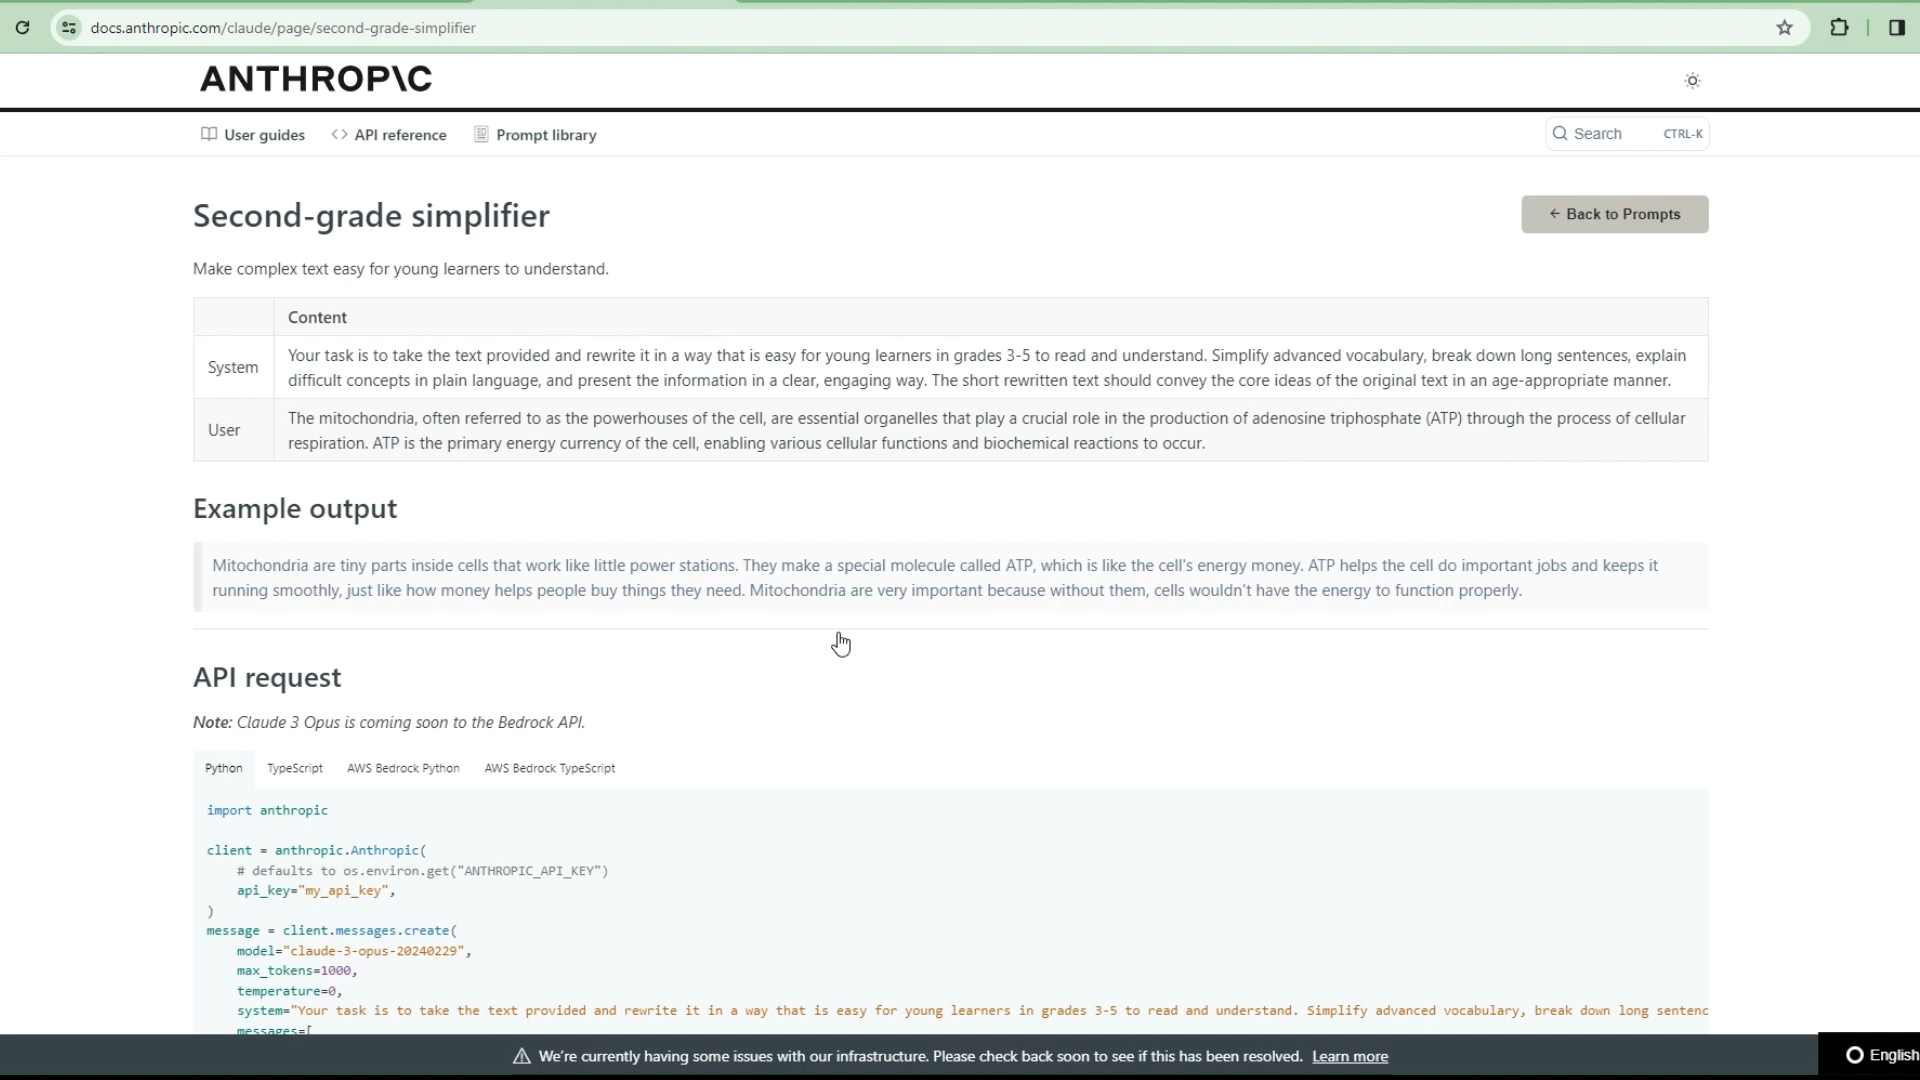 docs.anthropic.com/claude/page/second-grade-simplifier
ANTHROP\C
User guides
API reference
Prompt library
Search
CTRL-K
Second-grade simplifier
← Back to Prompts
Make complex text easy for young learners to understand.
Content
System
Your task is to take the text provided and rewrite it in a way that is easy for young learners in grades 3-5 to read and understand. Simplify advanced vocabulary, break down long sentences, explain
difficult concepts in plain language, and present the information in a clear, engaging way. The short rewritten text should convey the core ideas of the original text in an age-appropriate manner.
User
The mitochondria, often referred to as the powerhouses of the cell, are essential organelles that play a crucial role in the production of adenosine triphosphate (ATP) through the process of cellular
respiration. ATP is the primary energy currency of the cell, enabling various cellular functions and biochemical reactions to occur.
Example output
Mitochondria are tiny parts inside cells that work like little power stations. They make a special molecule called ATP, which is like the cell's energy money. ATP helps the cell do important jobs and keeps it
running smoothly, just like how money helps people buy things they need. Mitochondria are very important because without them, cells wouldn't have the energy to function properly.
API request
Note: Claude 3 Opus is coming soon to the Bedrock API.
Python
TypeScript
AWS Bedrock Python
AWS Bedrock TypeScript
import anthropic
client = anthropic.Anthropic(
# defaults to os.environ.get("ANTHROPIC_API_KEY")
api_key="my_api_key",
)
message = client.messages.create(
model="claude-3-opus-20240229",
max_tokens=1000,
temperature=0,
system="Your task is to take the text provided and rewrite it in a way that is easy for young learners in grades 3-5 to read and understand. Simplify advanced vocabulary, break down long sentenc
messages=[
We're currently having some issues with our infrastructure. Please check back soon to see if this has been resolved. Learn more
English